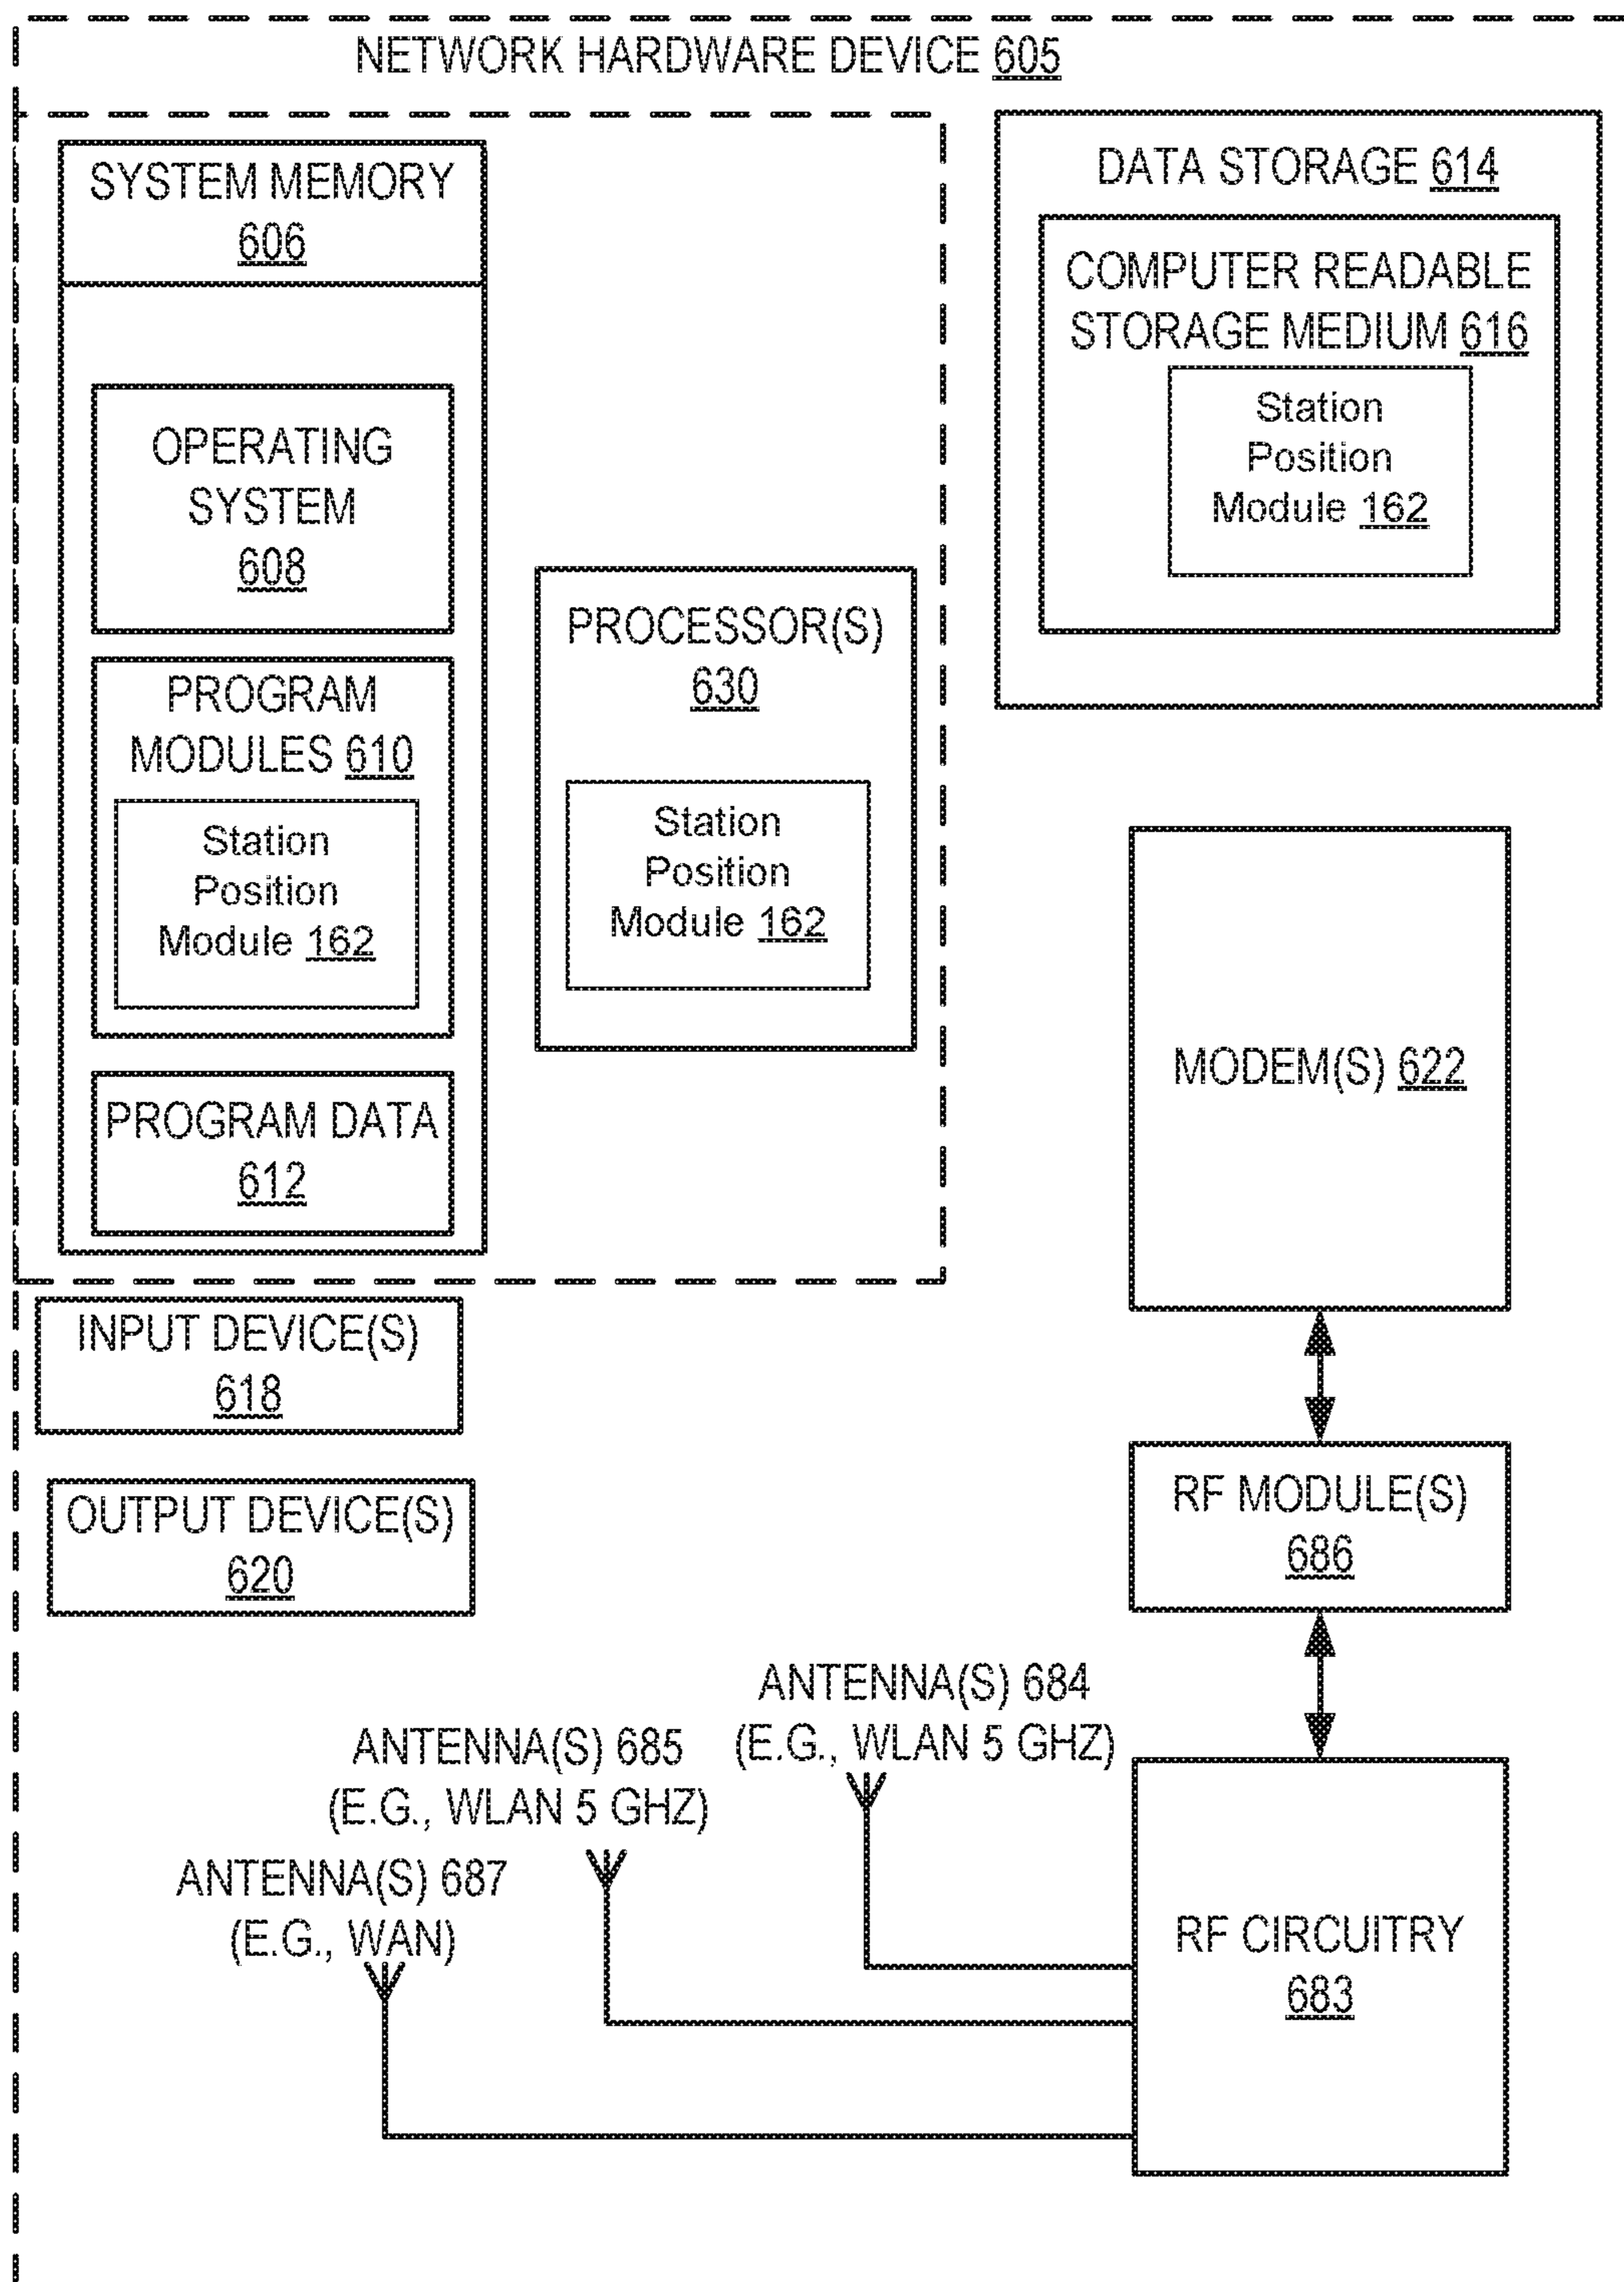 NETWORK HARDWARE DEVICE 605
SYSTEM MEMORY
606
OPERATING
SYSTEM
608
PROGRAM
MODULES 610
Station
Position
Module 162
PROGRAM DATA
612
PROCESSOR(S)
630
Station
Position
Module 162
DATA STORAGE 614
COMPUTER READABLE
STORAGE MEDIUM 616
Station
Position
Module 162
MODEM(S) 622
INPUT DEVICE(S)
618
OUTPUT DEVICE(S)
620
RF MODULE(S)
686
ANTENNA(S) 684
(E.G., WLAN 5 GHZ)
ANTENNA(S) 685
(E.G., WLAN 5 GHZ)
ANTENNA(S) 687
(E.G., WAN)
RF CIRCUITRY
683